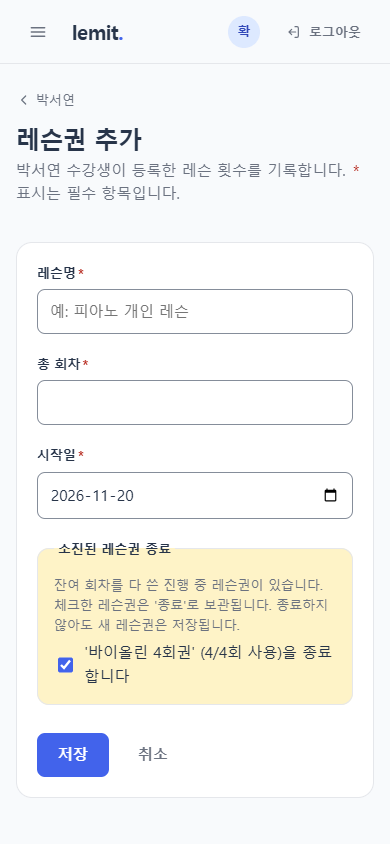 lemit.
확
로그아웃
박서연
레슨권 추가
박서연 수강생이 등록한 레슨 횟수를 기록합니다. *
표시는 필수 항목입니다.
레슨명*
예: 피아노 개인 레슨
총 회차*
시작일*
2026-11-20
소진된 레슨권 종료
잔여 회차를 다 쓴 진행 중 레슨권이 있습니다.
체크한 레슨권은 '종료'로 보관됩니다. 종료하지
않아도 새 레슨권은 저장됩니다.
'바이올린 4회권' (4/4회 사용)을 종료
합니다
저장
취소